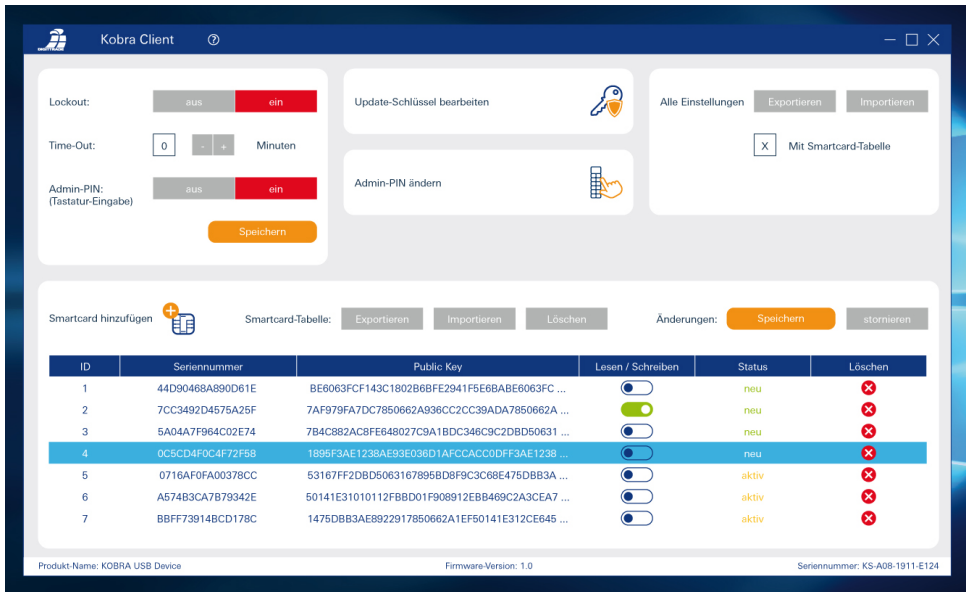 DIGITTRADE
Kobra Client ?
Lockout: aus ein
Update-Schlüssel bearbeiten
Alle Einstellungen Exportieren Importieren
Time-Out: 0 - + Minuten
X Mit Smartcard-Tabelle
Admin-PIN: aus ein
(Tastatur-Eingabe)
Admin-PIN ändern
Speichern
Smartcard hinzufügen Smartcard-Tabelle: Exportieren Importieren Löschen Änderungen: Speichern stornieren
ID Seriennummer Public Key Lesen / Schreiben Status Löschen
1 44D90468A890D61E BE6063FCF143C1802B6BFE2941F5E6BABE6063FC ... neu
2 7CC3492D4575A25F 7AF979FA7DC7850662A936CC2CC39ADA7850662A ... neu
3 5A04A7F964C02E74 7B4C882AC8FE648027C9A1BDC346C9C2DBD50631 ... neu
4 0C5CD4F0C4F72F58 1895F3AE1238AE93E036D1AFCCACC0DFF3AE1238 ... neu
5 0716AF0FA00378CC 53167FF2DBD5063167895BD8F9C3C68E475DBB3A ... aktiv
6 A574B3CA7B79342E 50141E31010112FBBD01F908912EBB469C2A3CEA7 ... aktiv
7 BBFF73914BCD178C 1475DBB3AE8922917850662A1EF50141E312CE645 ... aktiv
Produkt-Name: KOBRA USB Device Firmware-Version: 1.0 Seriennummer: KS-A08-1911-E124